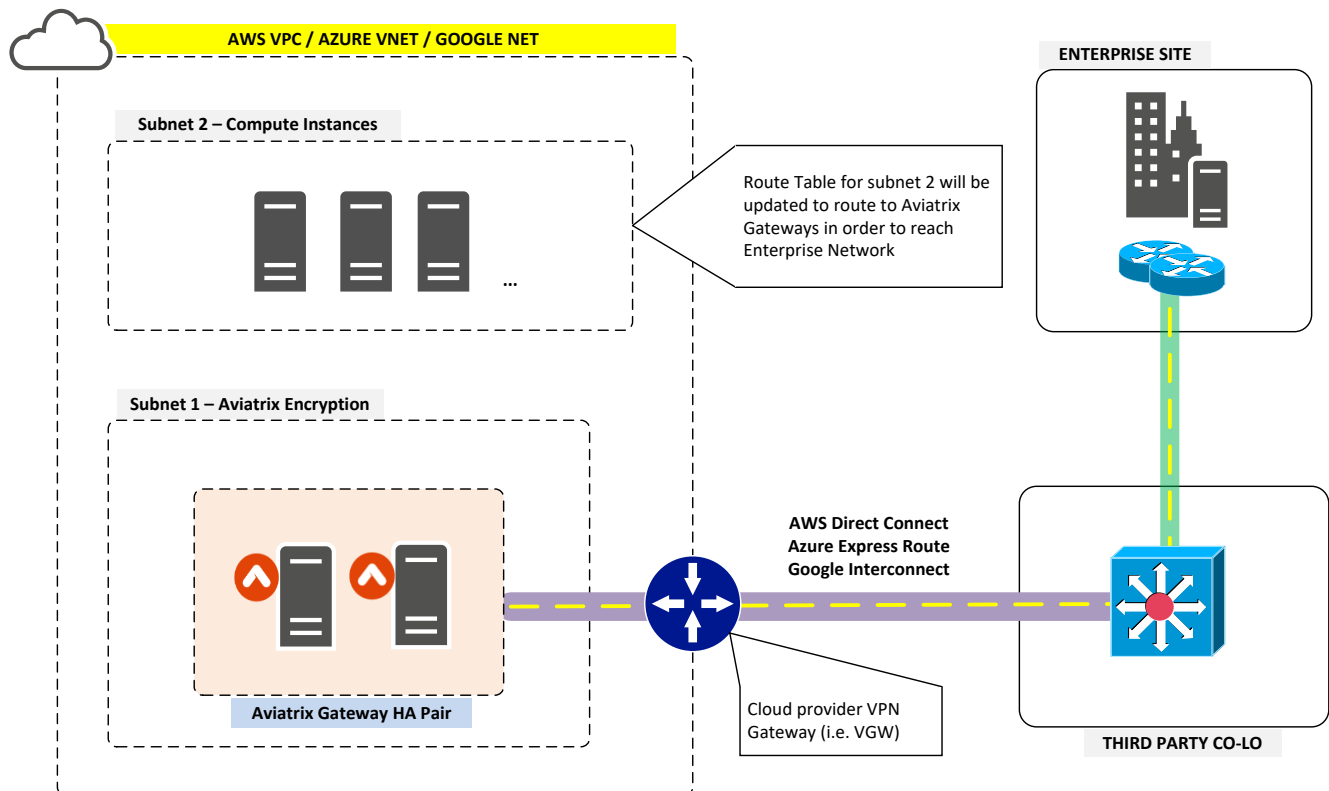 AWS VPC / AZURE VNET / GOOGLE NET
ENTERPRISE SITE
Subnet 2 – Compute Instances
...
Route Table for subnet 2 will be
updated to route to Aviatrix
Gateways in order to reach
Enterprise Network
Subnet 1 – Aviatrix Encryption
Aviatrix Gateway HA Pair
AWS Direct Connect
Azure Express Route
Google Interconnect
Cloud provider VPN
Gateway (i.e. VGW)
THIRD PARTY CO-LO